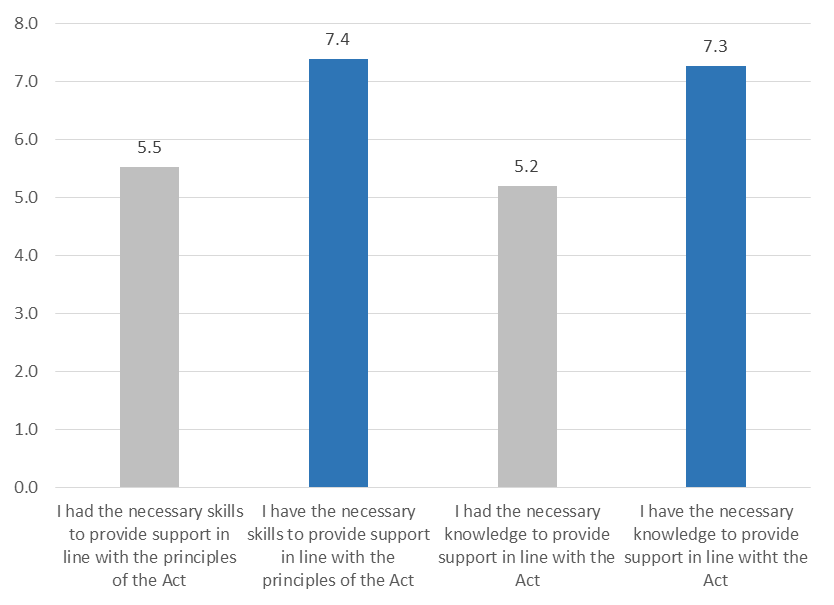 8.0
7.0
6.0
5.0
4.0
3.0
2.0
1.0
0.0
5.5
7.4
5.2
7.3
I had the necessary skills
to provide support in
line with the principles
of the Act
I have the necessary
skills to provide support
in line with the
principles of the Act
I had the necessary
knowledge to provide
support in line with the
Act
I have the necessary
knowledge to provide
support in line witht the
Act